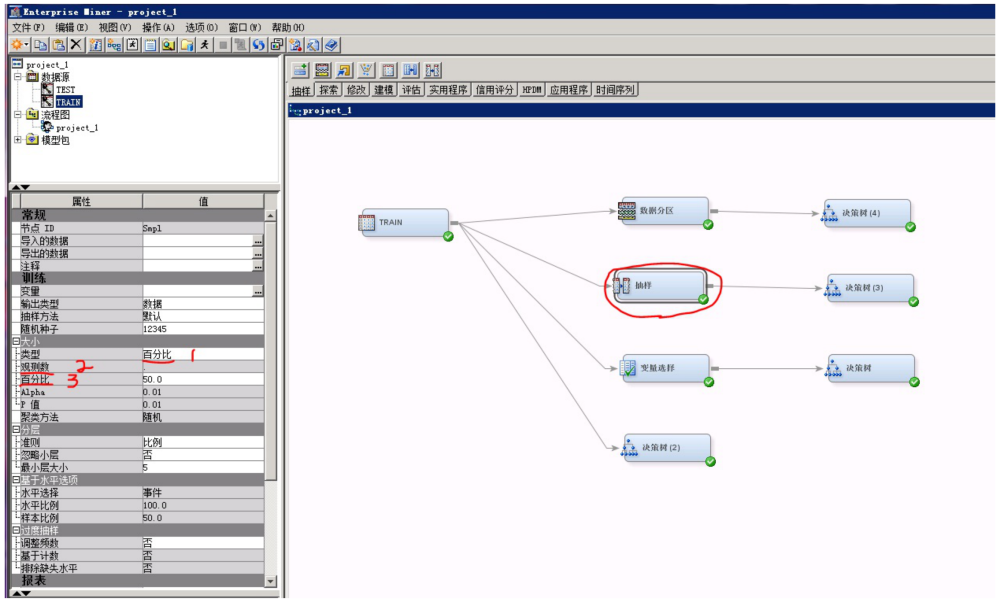 Enterprise Miner - project_1
文件(F) 编辑(E) 视图(V) 操作(A) 选项(O) 窗口(W) 帮助(H)
project_1
数据源
TEST
TRAIN
流程图
project_1
模型包
抽样 探索 修改 建模 评估 实用程序 信用评分 HPDM 应用程序 时间序列
project_1
属性 值
常规
节点 ID Smpl
导入的数据 ...
导出的数据 ...
注释 ...
训练
变量 ...
输出类型 数据
抽样方法 默认
随机种子 12345
大小
类型 百分比 1
观测数 2 .
百分比 3 50.0
Alpha 0.01
P 值 0.01
聚类方法 随机
分层
准则 比例
忽略小层 否
最小层大小 5
基于水平选项
水平选择 事件
水平比例 100.0
样本比例 50.0
过度抽样
调整频数 否
基于计数 否
排除缺失水平 否
报表
TRAIN
数据分区
决策树(4)
抽样
决策树(3)
变量选择
决策树
决策树(2)